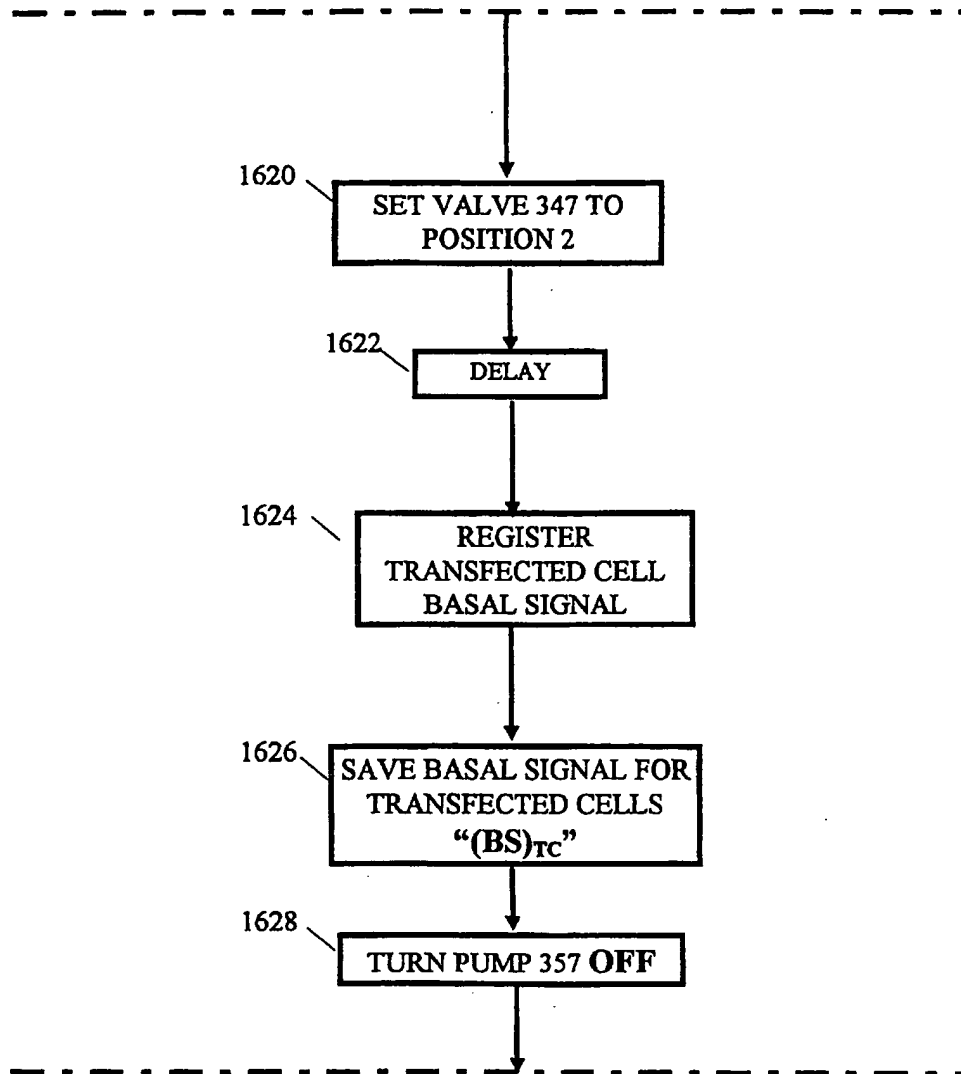 1620
SET VALVE 347 TO
POSITION 2
1622
DELAY
1624
REGISTER
TRANSFECTED CELL
BASAL SIGNAL
1626
SAVE BASAL SIGNAL FOR
TRANSFECTED CELLS
“(BS)TC”
1628
TURN PUMP 357 OFF